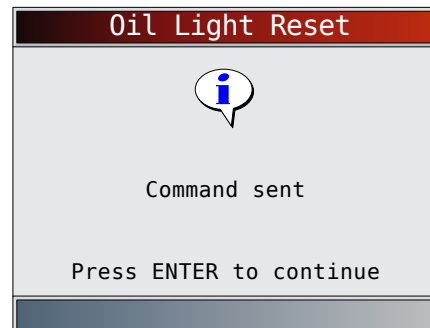 Oil Light Reset
i
Command sent
Press ENTER to continue